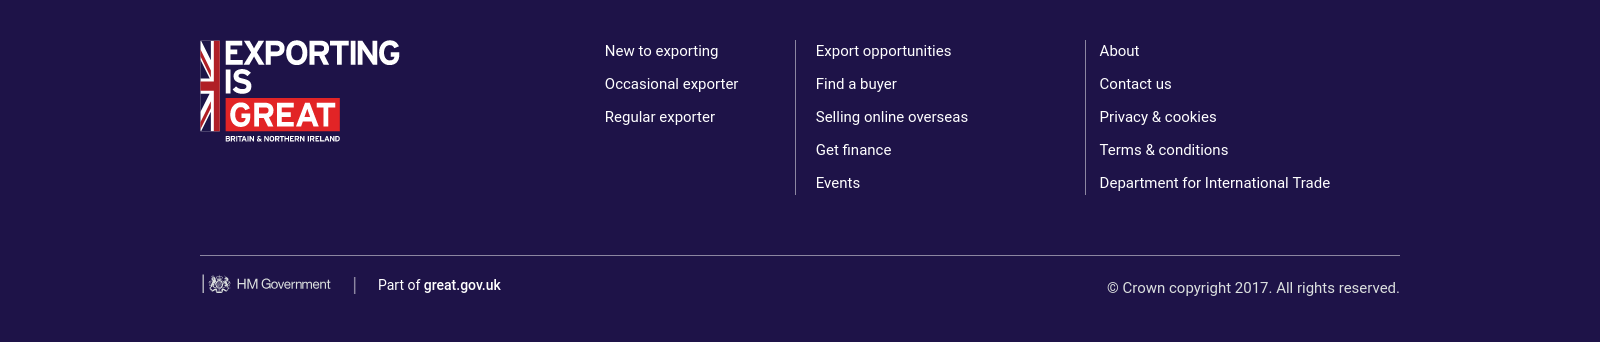 EXPORTING
IS
GREAT
BRITAIN & NORTHERN IRELAND
New to exporting
Occasional exporter
Regular exporter
Export opportunities
Find a buyer
Selling online overseas
Get finance
Events
About
Contact us
Privacy & cookies
Terms & conditions
Department for International Trade
HM Government
Part of great.gov.uk
© Crown copyright 2017. All rights reserved.